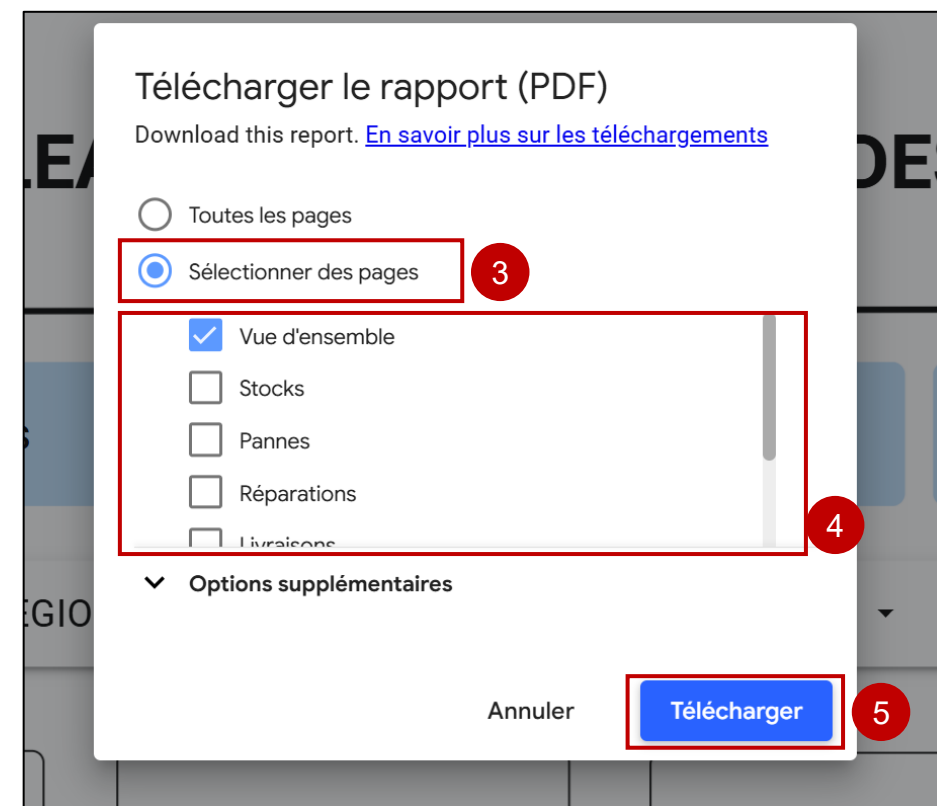 Télécharger le rapport (PDF)
Download this report. En savoir plus sur les téléchargements
Toutes les pages
Sélectionner des pages
3
Vue d'ensemble
Stocks
Pannes
Réparations
Livraisons
4
Options supplémentaires
Annuler
Télécharger
5